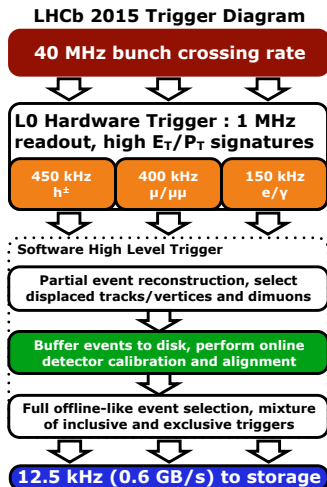 LHCb 2015 Trigger Diagram
40 MHz bunch crossing rate
L0 Hardware Trigger : 1 MHz
readout, high E_T/P_T signatures
450 kHz
h±
400 kHz
µ/µµ
150 kHz
e/γ
Software High Level Trigger
Partial event reconstruction, select
displaced tracks/vertices and dimuons
Buffer events to disk, perform online
detector calibration and alignment
Full offline-like event selection, mixture
of inclusive and exclusive triggers
12.5 kHz (0.6 GB/s) to storage